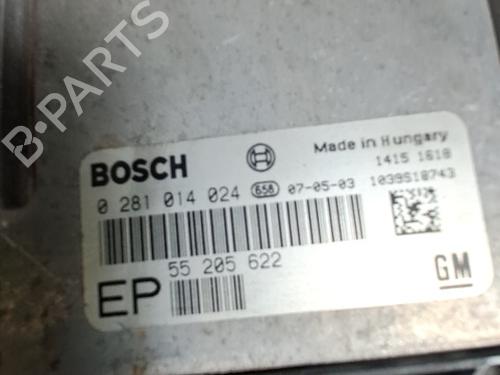 B-PARTS
BOSCH
Made in Hungary
1415 1618
0 281 014 024 658 07-05-03 1039S18743
55 205 622
EP
GM